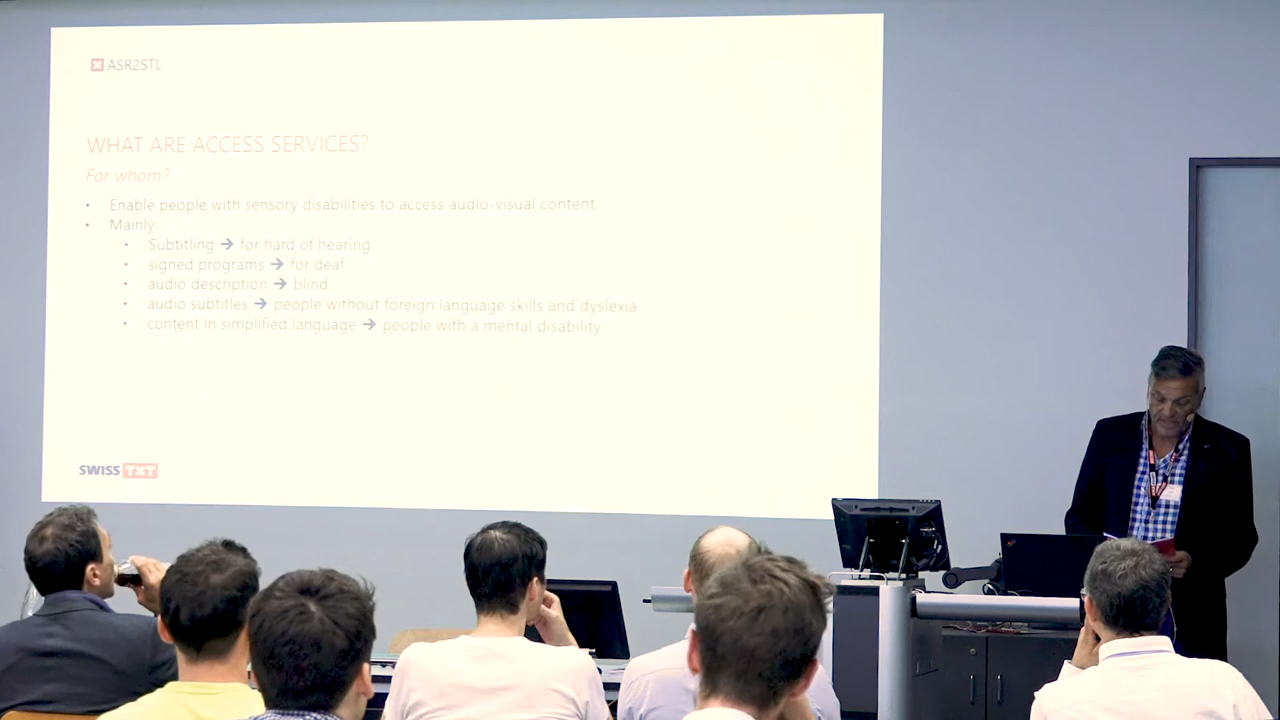 ASR2STL
WHAT ARE ACCESS SERVICES?
For whom?
• Enable people with sensory disabilities to access audio-visual content
• Mainly:
• Subtitling → for hard of hearing
• signed programs → for deaf
• audio description → blind
• audio subtitles → people without foreign language skills and dyslexia
• content in simplified language → people with a mental disability
SWISS TXT